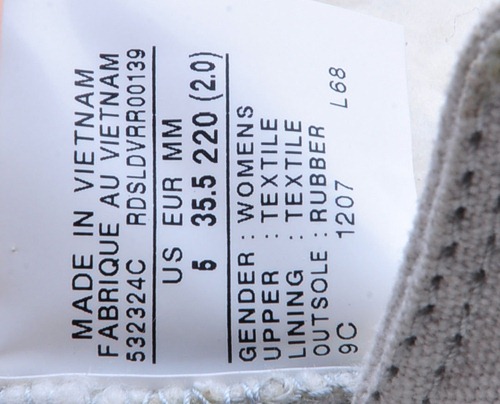 MADE IN VIETNAM
FABRIQUE AU VIETNAM
532324C RDSLDVRR00139
US EUR MM
5 35.5 220 (2.0)
GENDER : WOMENS
UPPER : TEXTILE
LINING : TEXTILE
OUTSOLE : RUBBER
9C 1207 L68